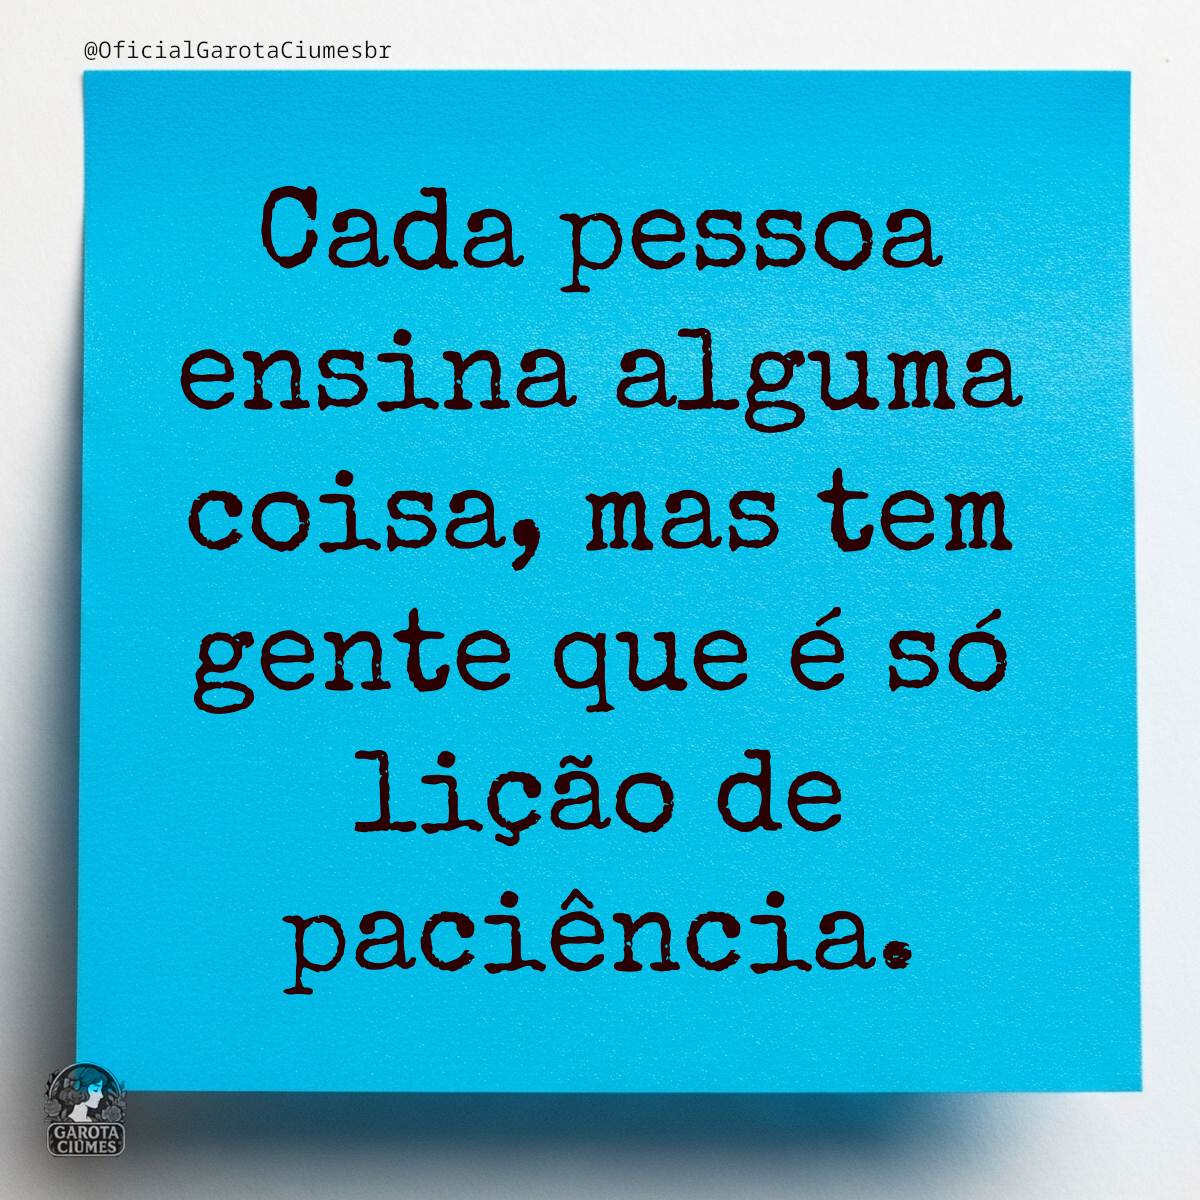 @OficialGarotaCiumesbr
Cada pessoa
ensina alguma
coisa, mas tem
gente que é só
lição de
paciência.
GAROTA
CIÚMES